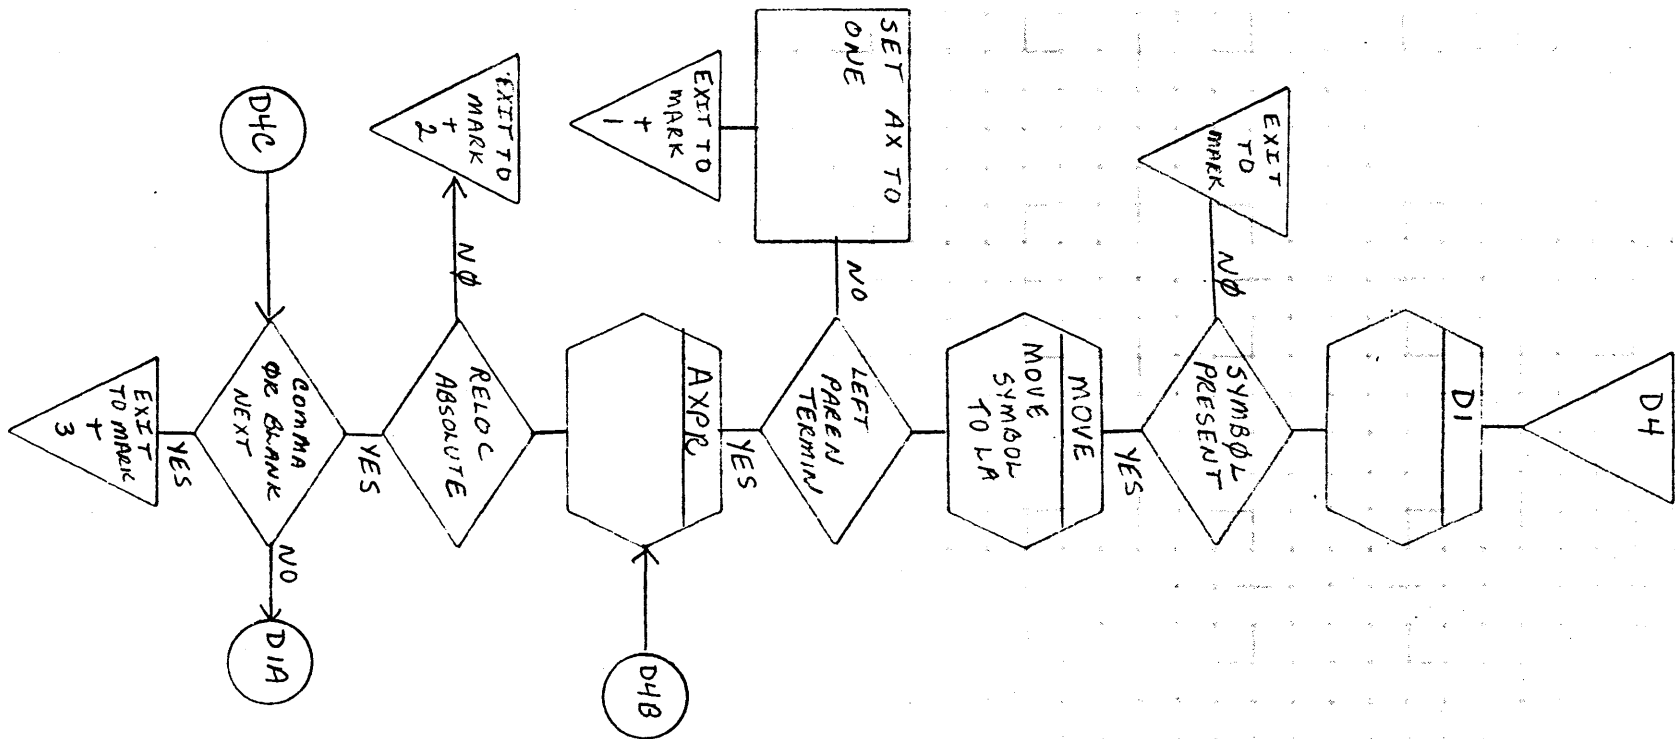 D4
D1
SYMBØL
PRESENT
NØ
EXIT
TO
MARK
YES
MOVE
MOVE
SYMBOL
TO LA
LEFT
PAREN
TERMIN
NO
SET AX TO
ONE
EXIT TO
MARK
+
1
YES
AXPR
D4B
RELOC
ABSOLUTE
NØ
EXIT TO
MARK
+
2
YES
D4C
COMMA
ØR BLANK
NEXT
NO
D1A
YES
EXIT
TO MARK
+
3